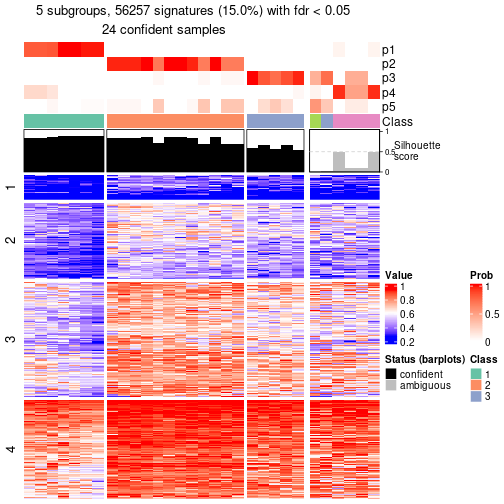 5 subgroups, 56257 signatures (15.0%) with fdr < 0.05
24 confident samples
p1
p2
p3
p4
p5
Class
1
0.5
0
Silhouette
score
1
2
3
4
Value
1
0.8
0.6
0.4
0.2
Prob
1
0.5
0
Status (barplots)
confident
ambiguous
Class
1
2
3